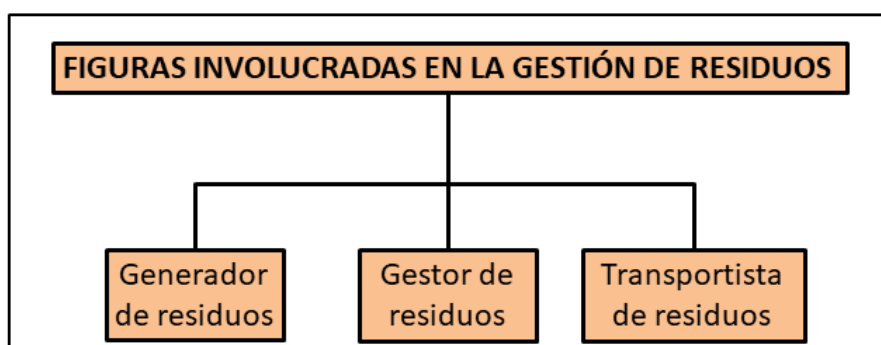 FIGURAS INVOLUCRADAS EN LA GESTIÓN DE RESIDUOS
Generador
de residuos
Gestor de
residuos
Transportista
de residuos